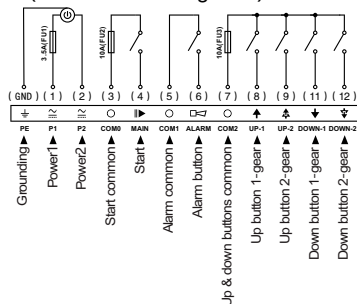 3.5A(FU1)
10A(FU2)
10A(FU3)
(1) (2) (3) (4) (5) (6) (7) (8) (9) (11) (12)
PE P1 P2 COM0 MAIN COM1 ALARM COM2 UP-1 UP-2 DOWN-1 DOWN-2
Grounding
Power1
Power2
Start common
Start
Alarm common
Alarm button
Up & down buttons common
Up button 1-gear
Up button 2-gear
Down button 1-gear
Down button 2-gear